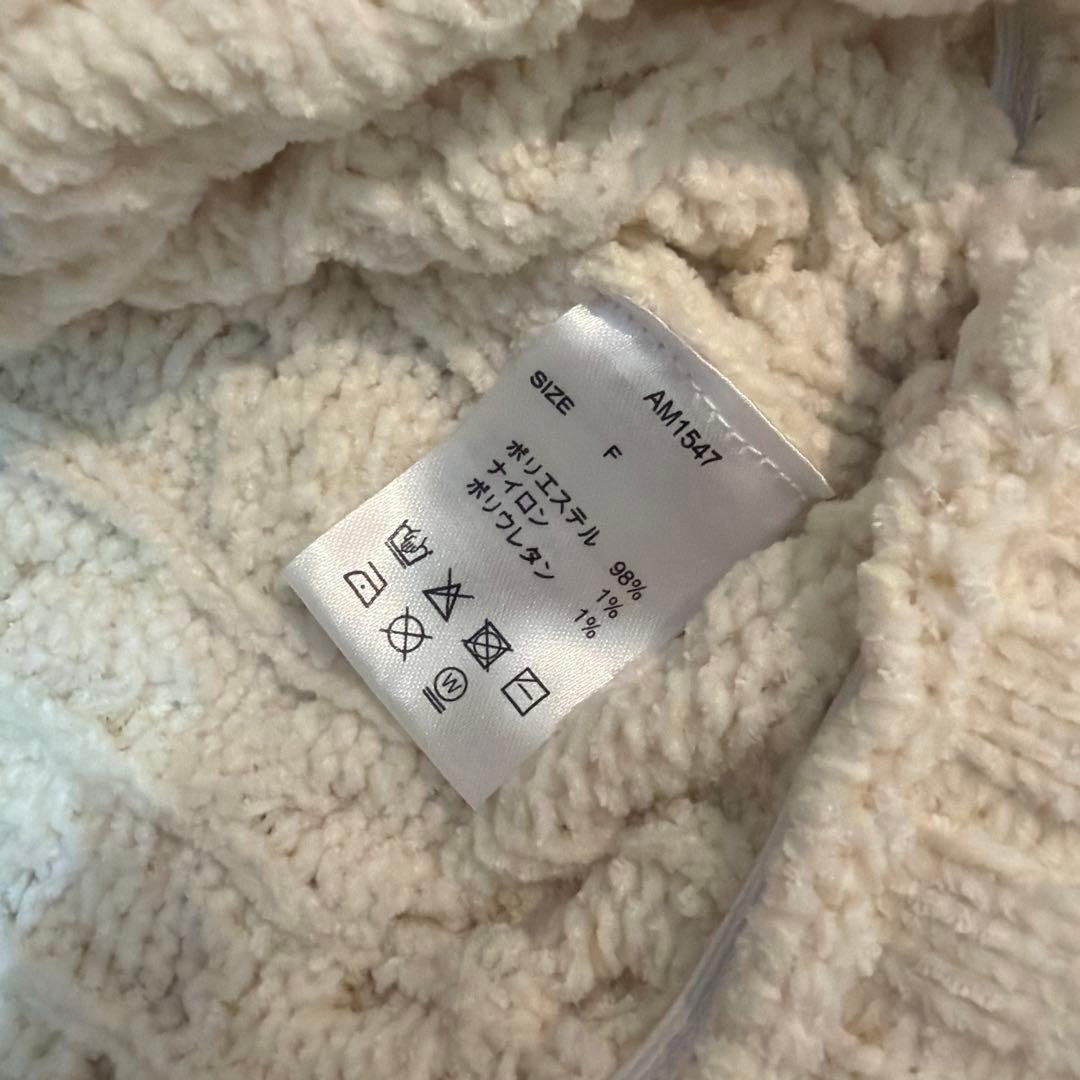 AM1547
SIZE F
ポリエステル 98%
ナイロン 1%
ポリウレタン 1%
W